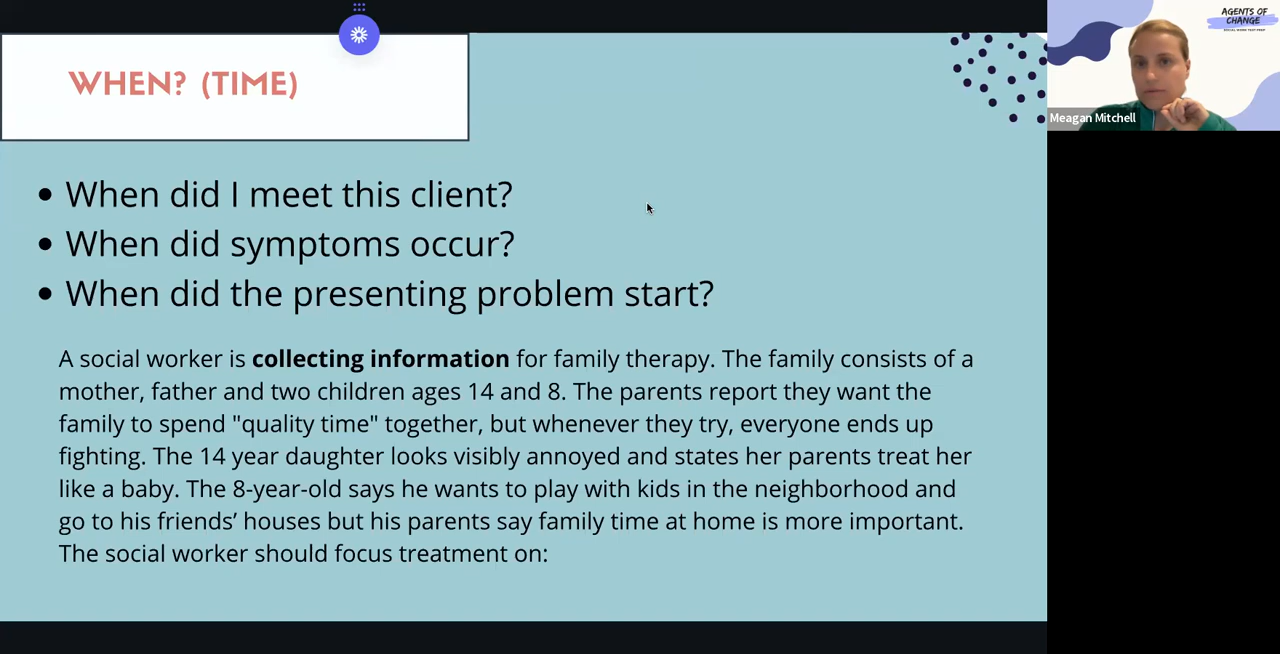 WHEN? (TIME)
• When did I meet this client?
• When did symptoms occur?
• When did the presenting problem start?
A social worker is collecting information for family therapy. The family consists of a
mother, father and two children ages 14 and 8. The parents report they want the
family to spend "quality time" together, but whenever they try, everyone ends up
fighting. The 14 year daughter looks visibly annoyed and states her parents treat her
like a baby. The 8-year-old says he wants to play with kids in the neighborhood and
go to his friends’ houses but his parents say family time at home is more important.
The social worker should focus treatment on:
AGENTS OF
CHANGE
SOCIAL WORK TEST PREP
Meagan Mitchell